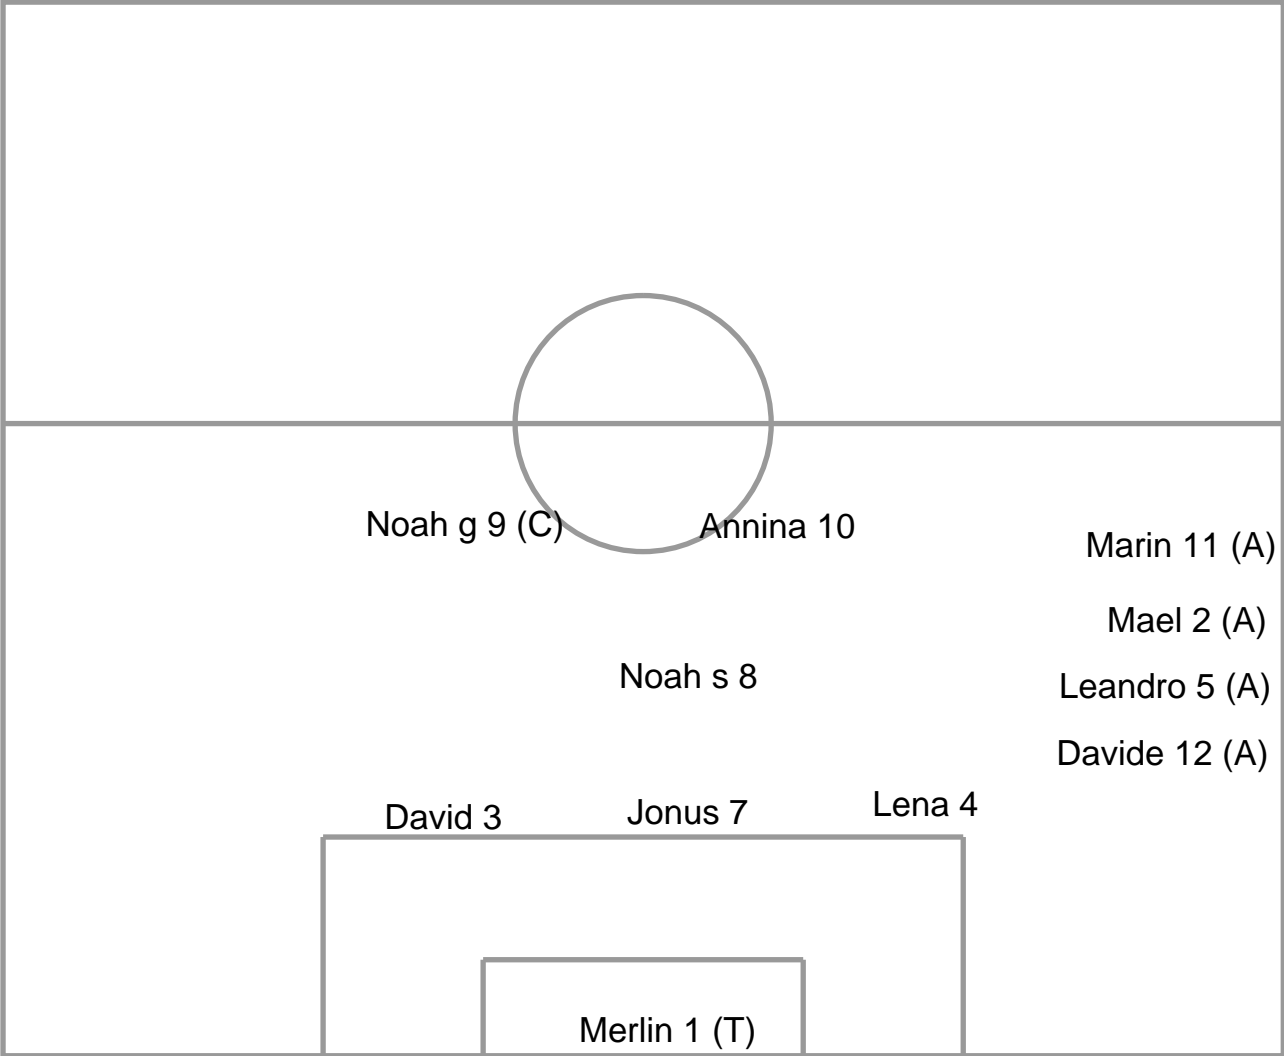 Noah g 9 (C)
Annina 10
Marin 11 (A)
Mael 2 (A)
Noah s 8
Leandro 5 (A)
Davide 12 (A)
David 3
Jonus 7
Lena 4
Merlin 1 (T)